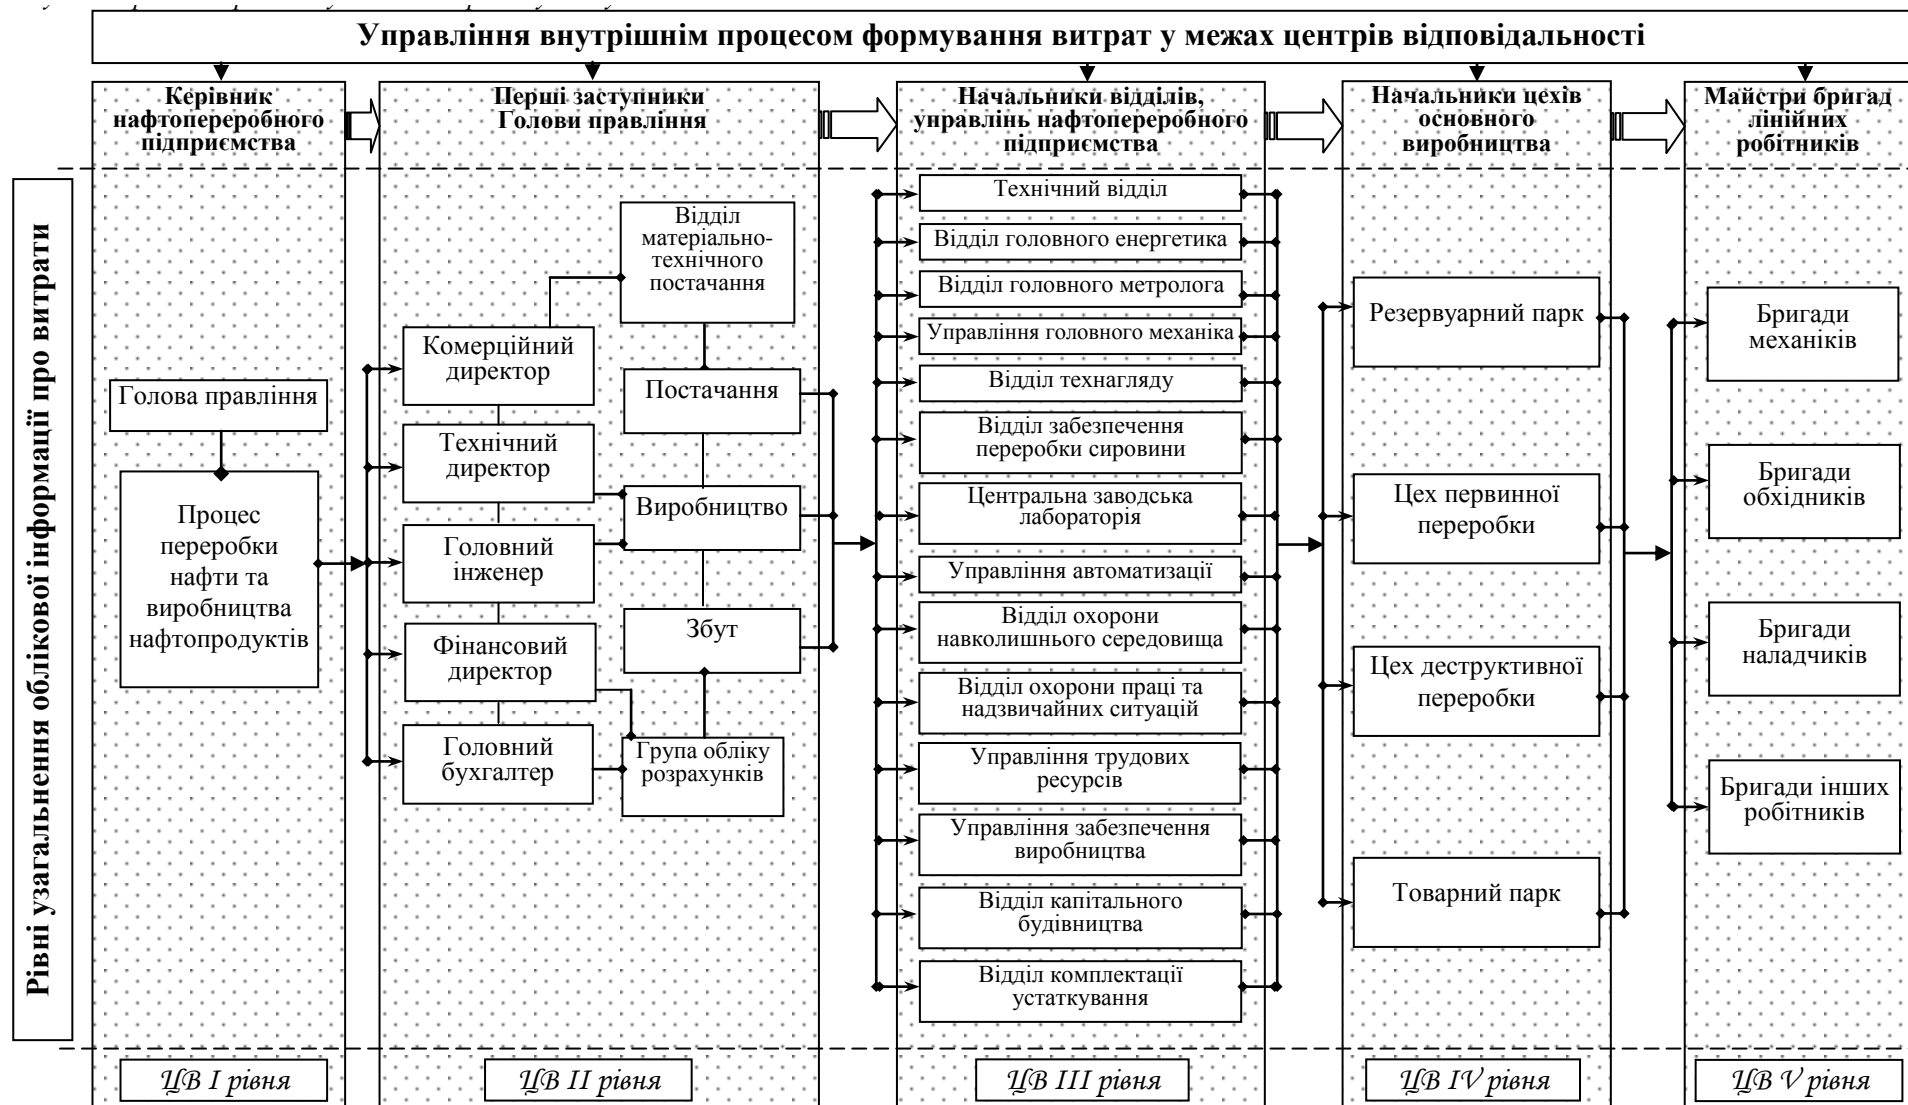 Управління внутрішнім процесом формування витрат у межах центрів відповідальності
Керівник
нафтопереробного
підприємства
Перші заступники
Голови правління
Начальники відділів,
управлінь нафтопереробного
підприємства
Начальники цехів
основного
виробництва
Майстри бригад
лінійних
робітників
Рівні узагальнення облікової інформації про витрати
Голова правління
Процес
переробки
нафти та
виробництва
нафтопродуктів
Комерційний
директор
Технічний
директор
Головний
інженер
Фінансовий
директор
Головний
бухгалтер
Відділ
матеріально-
технічного
постачання
Постачання
Виробництво
Збут
Група обліку
розрахунків
Технічний відділ
Відділ головного енергетика
Відділ головного метролога
Управління головного механіка
Відділ технагляду
Відділ забезпечення
переробки сировини
Центральна заводська
лабораторія
Управління автоматизації
Відділ охорони
навколишнього середовища
Відділ охорони праці та
надзвичайних ситуацій
Управління трудових
ресурсів
Управління забезпечення
виробництва
Відділ капітального
будівництва
Відділ комплектації
устаткування
Резервуарний парк
Цех первинної
переробки
Цех деструктивної
переробки
Товарний парк
Бригади
механіків
Бригади
обхідників
Бригади
наладчиків
Бригади інших
робітників
ЦВ I рівня
ЦВ II рівня
ЦВ III рівня
ЦВ IV рівня
ЦВ V рівня